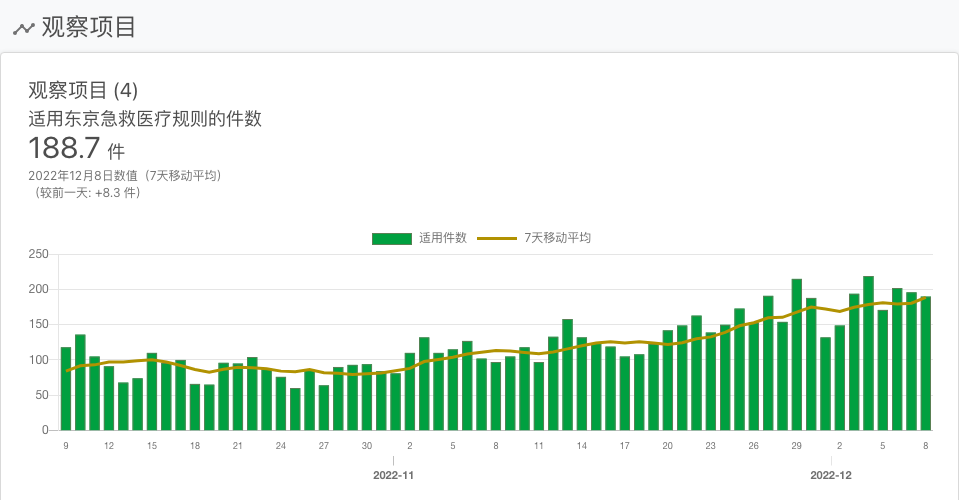 观察项目
观察项目 (4)
适用东京急救医疗规则的件数
188.7 件
2022年12月8日数值（7天移动平均）
（较前一天: +8.3 件）
适用件数 7天移动平均
250
200
150
100
50
0
9 12 15 18 21 24 27 30 2 5 8 11 14 17 20 23 26 29 2 5 8
2022-11 2022-12